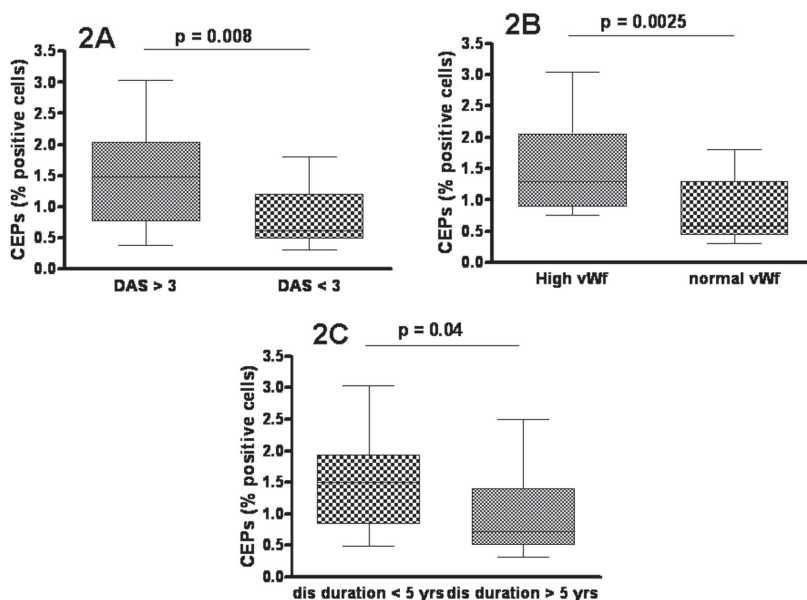 2A
p = 0.008
CEPs (% positive cells)
3.5
3.0
2.5
2.0
1.5
1.0
0.5
0.0
DAS > 3 DAS < 3
2B
p = 0.0025
CEPs (% positive cells)
3.5
3.0
2.5
2.0
1.5
1.0
0.5
0.0
High vWf normal vWf
2C
p = 0.04
CEPs (% positive cells)
3.5
3.0
2.5
2.0
1.5
1.0
0.5
0.0
dis duration < 5 yrs dis duration > 5 yrs